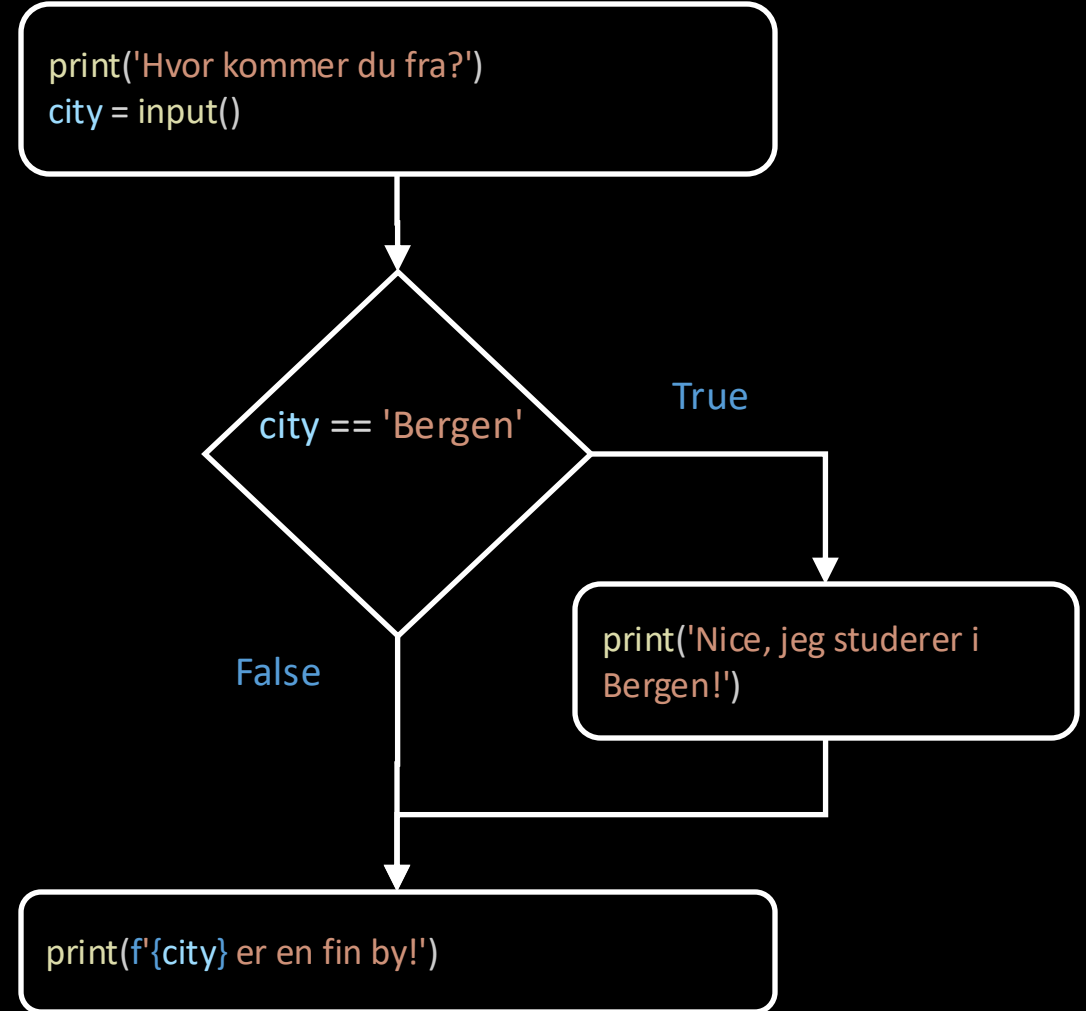 print('Hvor kommer du fra?')
city = input()
city == 'Bergen'
True
False
print('Nice, jeg studerer i
Bergen!')
print(f'{city} er en fin by!')